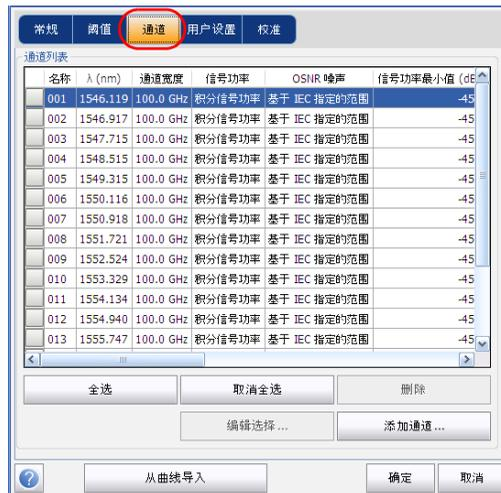 常规 阈值 通道 用户设置 校准
通道列表
名称 λ (nm) 通道宽度 信号功率 OSNR 噪声 信号功率最小值 (dB
001 1546.119 100.0 GHz 积分信号功率 基于 IEC 指定的范围 -45
002 1546.917 100.0 GHz 积分信号功率 基于 IEC 指定的范围 -45
003 1547.715 100.0 GHz 积分信号功率 基于 IEC 指定的范围 -45
004 1548.515 100.0 GHz 积分信号功率 基于 IEC 指定的范围 -45
005 1549.315 100.0 GHz 积分信号功率 基于 IEC 指定的范围 -45
006 1550.116 100.0 GHz 积分信号功率 基于 IEC 指定的范围 -45
007 1550.918 100.0 GHz 积分信号功率 基于 IEC 指定的范围 -45
008 1551.721 100.0 GHz 积分信号功率 基于 IEC 指定的范围 -45
009 1552.524 100.0 GHz 积分信号功率 基于 IEC 指定的范围 -45
010 1553.329 100.0 GHz 积分信号功率 基于 IEC 指定的范围 -45
011 1554.134 100.0 GHz 积分信号功率 基于 IEC 指定的范围 -45
012 1554.940 100.0 GHz 积分信号功率 基于 IEC 指定的范围 -45
013 1555.747 100.0 GHz 积分信号功率 基于 IEC 指定的范围 -45
全选 取消全选 删除
编辑选择 ... 添加通道 ...
? 从曲线导入 确定 取消